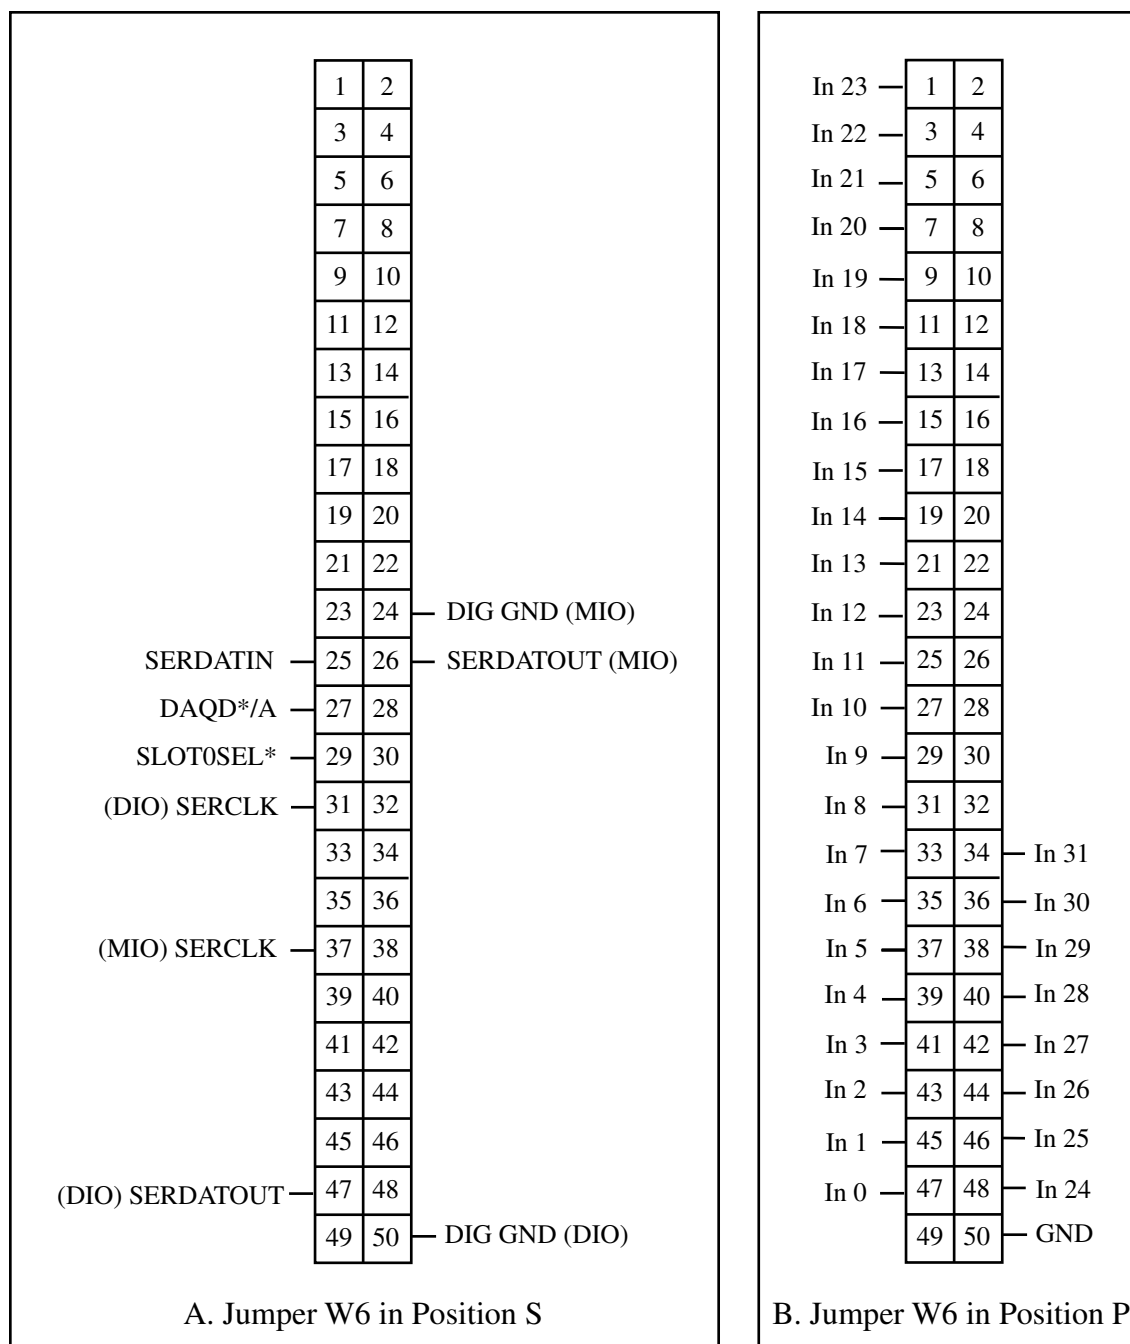 1 2
3 4
5 6
7 8
9 10
11 12
13 14
15 16
17 18
19 20
21 22
23 24 DIG GND (MIO)
SERDATIN 25 26 SERDATOUT (MIO)
DAQD*/A 27 28
SLOT0SEL* 29 30
(DIO) SERCLK 31 32
33 34
35 36
(MIO) SERCLK 37 38
39 40
41 42
43 44
45 46
(DIO) SERDATOUT 47 48
49 50 DIG GND (DIO)
A. Jumper W6 in Position S
In 23 1 2
In 22 3 4
In 21 5 6
In 20 7 8
In 19 9 10
In 18 11 12
In 17 13 14
In 16 15 16
In 15 17 18
In 14 19 20
In 13 21 22
In 12 23 24
In 11 25 26
In 10 27 28
In 9 29 30
In 8 31 32
In 7 33 34 In 31
In 6 35 36 In 30
In 5 37 38 In 29
In 4 39 40 In 28
In 3 41 42 In 27
In 2 43 44 In 26
In 1 45 46 In 25
In 0 47 48 In 24
49 50 GND
B. Jumper W6 in Position P